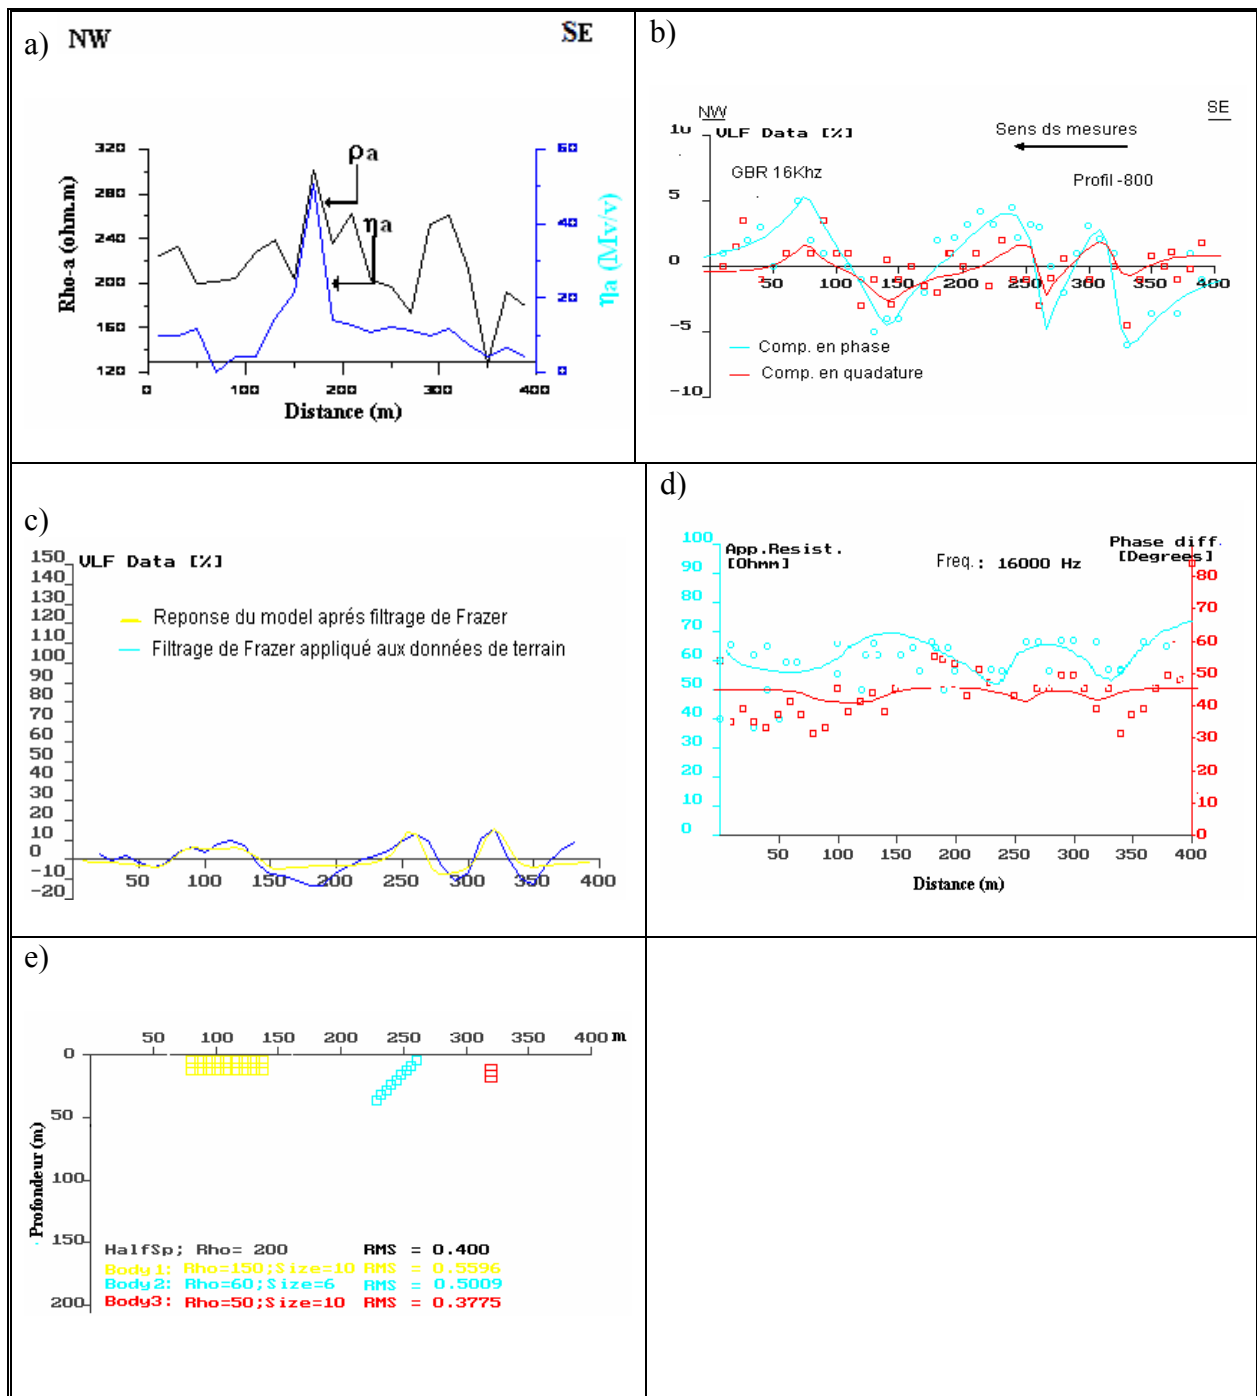 a) NW SE
ρa
ηa
Rho-a (ohm.m)
320
280
240
200
160
120
ηa (Mv/v)
60
40
20
0
0 100 200 300 400
Distance (m)
b)
NW SE
10 VLF Data [%]
Sens ds mesures
GBR 16Khz
Profil -800
5
0
-5
-10
50 100 150 200 250 300 350 400
Comp. en phase
Comp. en quadature
c)
VLF Data [%]
150
140
130
120
110
100
90
80
70
60
50
40
30
20
10
0
-10
-20
Reponse du model aprés filtrage de Frazer
Filtrage de Frazer appliqué aux données de terrain
50 100 150 200 250 300 350 400
d)
App.Resist.
[Ohmm]
Freq.: 16000 Hz
Phase diff.
[Degrees]
100
90
80
70
60
50
40
30
20
10
0
80
70
60
50
40
30
20
10
0
50 100 150 200 250 300 350 400
Distance (m)
e)
50 100 150 200 250 300 350 400 m
Profondeur (m)
0
50
100
150
200
HalfSp; Rho= 200 RMS = 0.400
Body1: Rho=150;Size=10 RMS = 0.5596
Body2: Rho=60;Size=6 RMS = 0.5009
Body3: Rho=50;Size=10 RMS = 0.3775